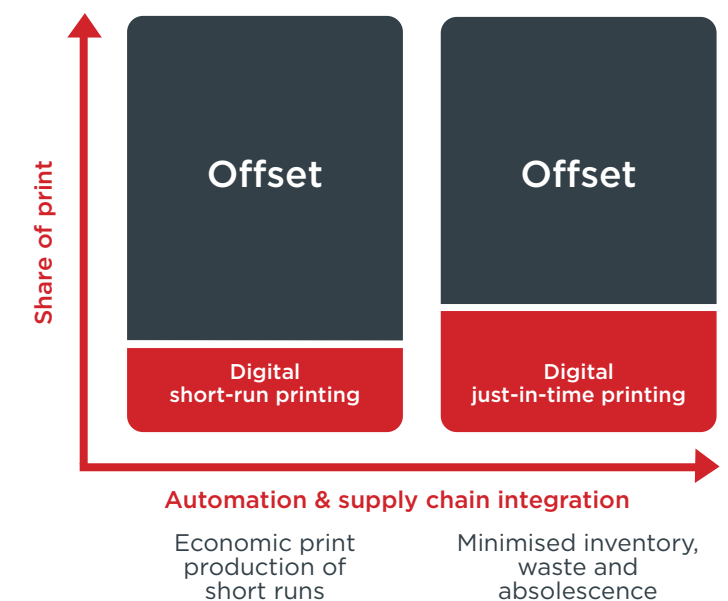 Share of print
Offset
Digital
short-run printing
Offset
Digital
just-in-time printing
Automation & supply chain integration
Economic print
production of
short runs
Minimised inventory,
waste and
absolescence